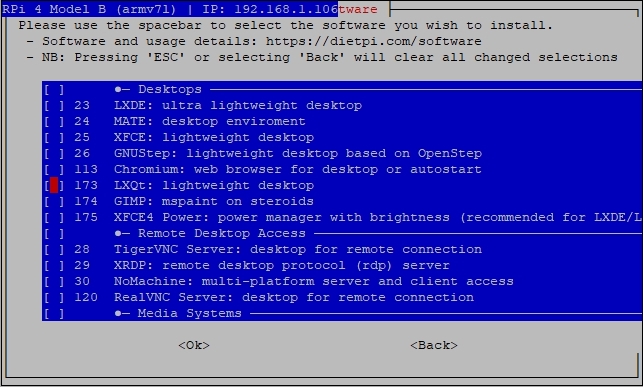 RPi 4 Model B (armv7l) | IP: 192.168.1.106tware
Please use the spacebar to select the software you wish to install.
- Software and usage details: https://dietpi.com/software
- NB: Pressing 'ESC' or selecting 'Back' will clear all changed selections
[ ] ●─ Desktops
[ ] 23 LXDE: ultra lightweight desktop
[ ] 24 MATE: desktop enviroment
[ ] 25 XFCE: lightweight desktop
[ ] 26 GNUStep: lightweight desktop based on OpenStep
[ ] 113 Chromium: web browser for desktop or autostart
[ ] 173 LXQt: lightweight desktop
[ ] 174 GIMP: mspaint on steroids
[ ] 175 XFCE4 Power: power manager with brightness (recommended for LXDE/L
[ ] ●─ Remote Desktop Access
[ ] 28 TigerVNC Server: desktop for remote connection
[ ] 29 XRDP: remote desktop protocol (rdp) server
[ ] 30 NoMachine: multi-platform server and client access
[ ] 120 RealVNC Server: desktop for remote connection
[ ] ●─ Media Systems
<Ok> <Back>